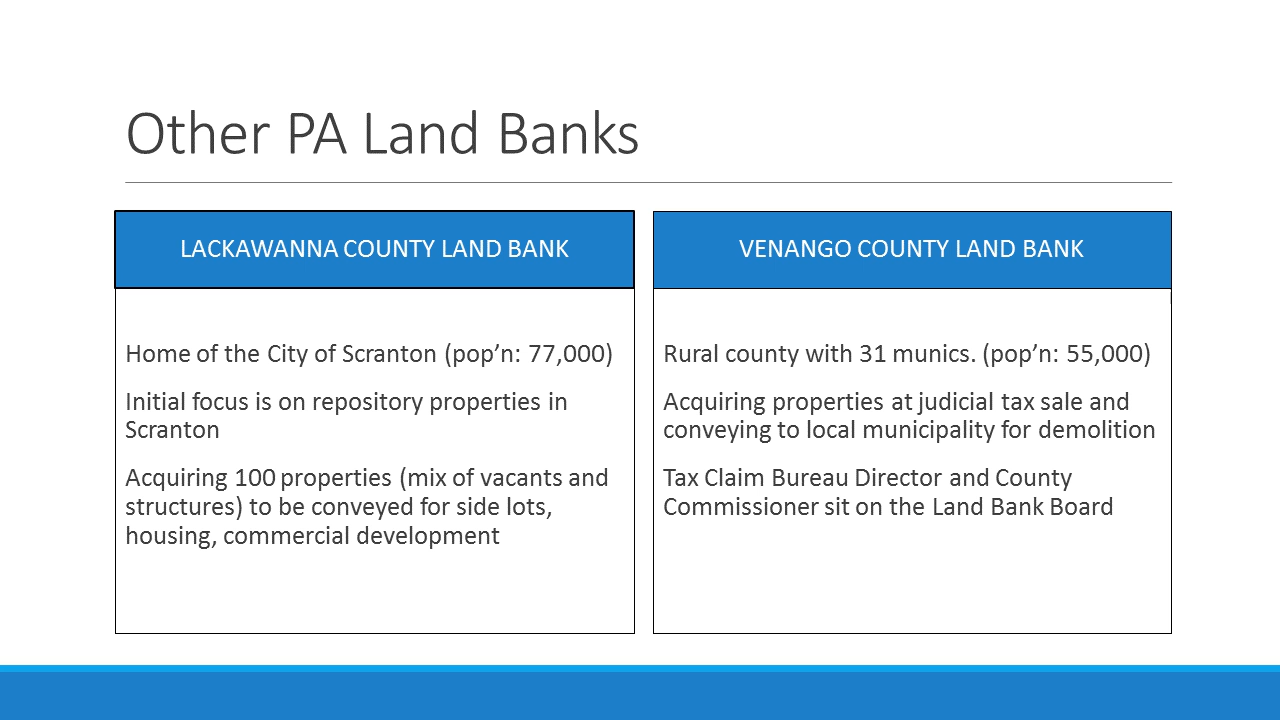 Other PA Land Banks
LACKAWANNA COUNTY LAND BANK
Home of the City of Scranton (pop’n: 77,000)
Initial focus is on repository properties in
Scranton
Acquiring 100 properties (mix of vacants and
structures) to be conveyed for side lots,
housing, commercial development
VENANGO COUNTY LAND BANK
Rural county with 31 munics. (pop’n: 55,000)
Acquiring properties at judicial tax sale and
conveying to local municipality for demolition
Tax Claim Bureau Director and County
Commissioner sit on the Land Bank Board